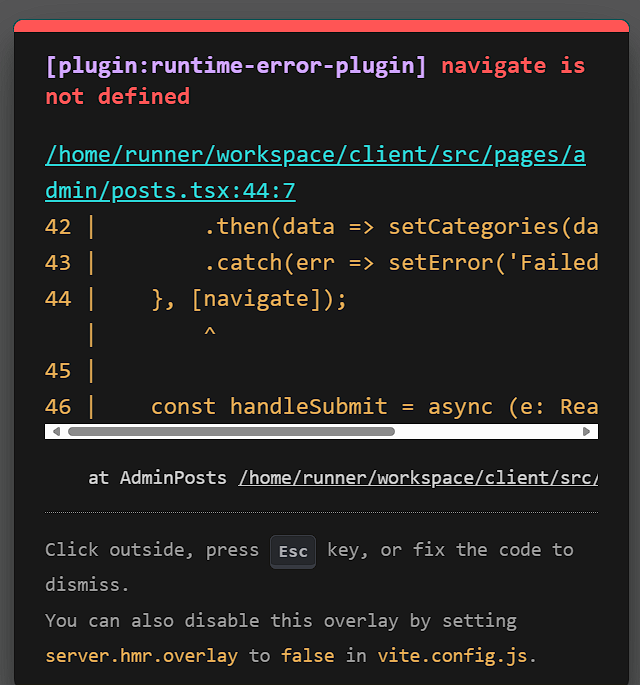 [plugin:runtime-error-plugin] navigate is
not defined
/home/runner/workspace/client/src/pages/a
dmin/posts.tsx:44:7
42 |        .then(data => setCategories(da
43 |        .catch(err => setError('Failed
44 |    }, [navigate]);
   |        ^
45 |
46 |    const handleSubmit = async (e: Rea
at AdminPosts /home/runner/workspace/client/src/
Click outside, press Esc key, or fix the code to
dismiss.
You can also disable this overlay by setting
server.hmr.overlay to false in vite.config.js.